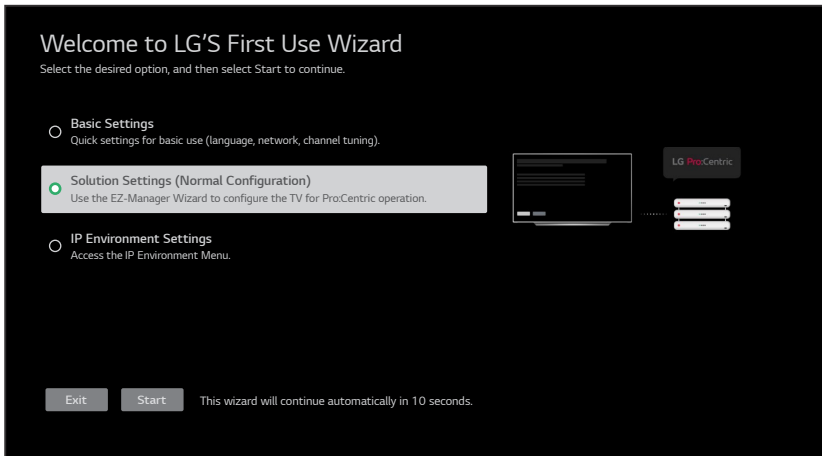 Welcome to LG'S First Use Wizard
Select the desired option, and then select Start to continue.
Basic Settings
Quick settings for basic use (language, network, channel tuning).
Solution Settings (Normal Configuration)
Use the EZ-Manager Wizard to configure the TV for Pro:Centric operation.
LG Pro:Centric
IP Environment Settings
Access the IP Environment Menu.
Exit
Start
This wizard will continue automatically in 10 seconds.